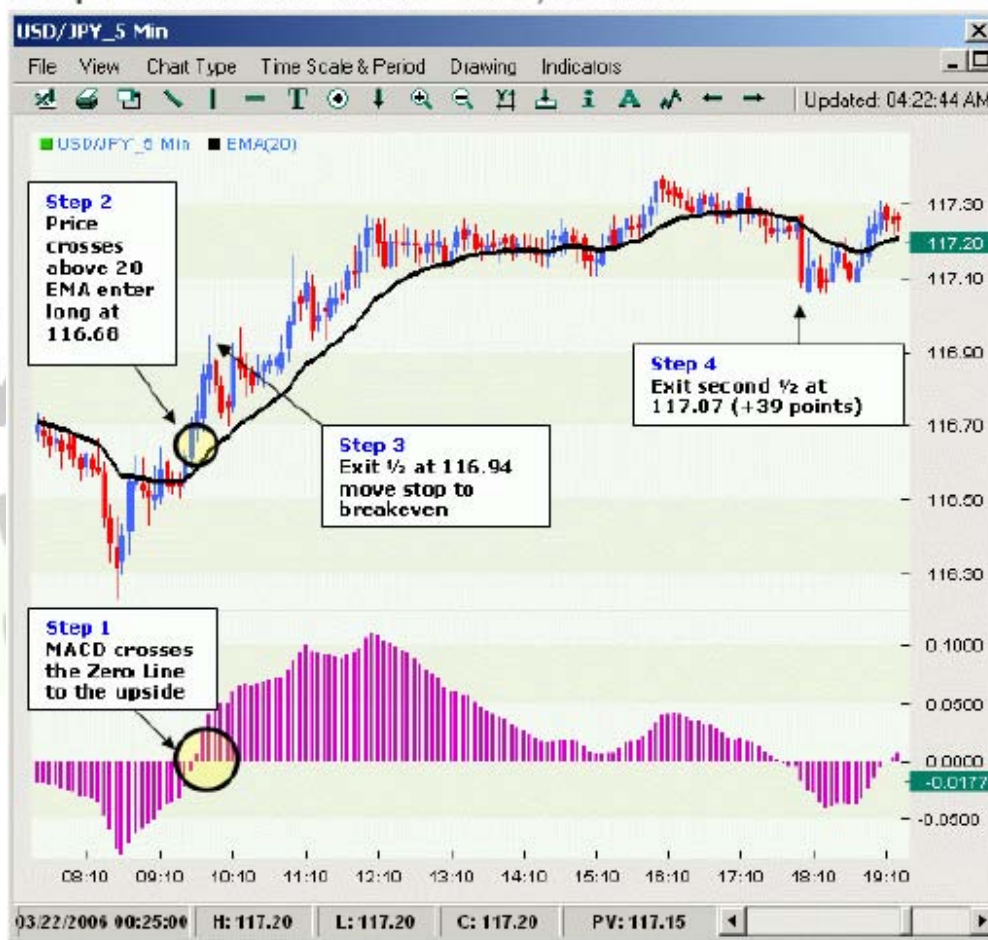 USD/JPY_5 Min
File View Chart Type Time Scale & Period Drawing Indicators
Updated: 04:22:44 AM
USD/JPY_5 Min EMA(20)
Step 2
Price
crosses
above 20
EMA enter
long at
116.68
117.30
117.20
117.10
116.90
116.70
116.50
116.30
Step 4
Exit second ½ at
117.07 (+39 points)
Step 3
Exit ½ at 116.94
move stop to
breakeven
Step 1
MACD crosses
the Zero Line
to the upside
0.1000
0.0500
0.0000
-0.0177
-0.0500
08:10 09:10 10:10 11:10 12:10 13:10 14:10 15:10 16:10 17:10 18:10 19:10
03/22/2006 00:25:00 H: 117.20 L: 117.20 C: 117.20 PV: 117.15